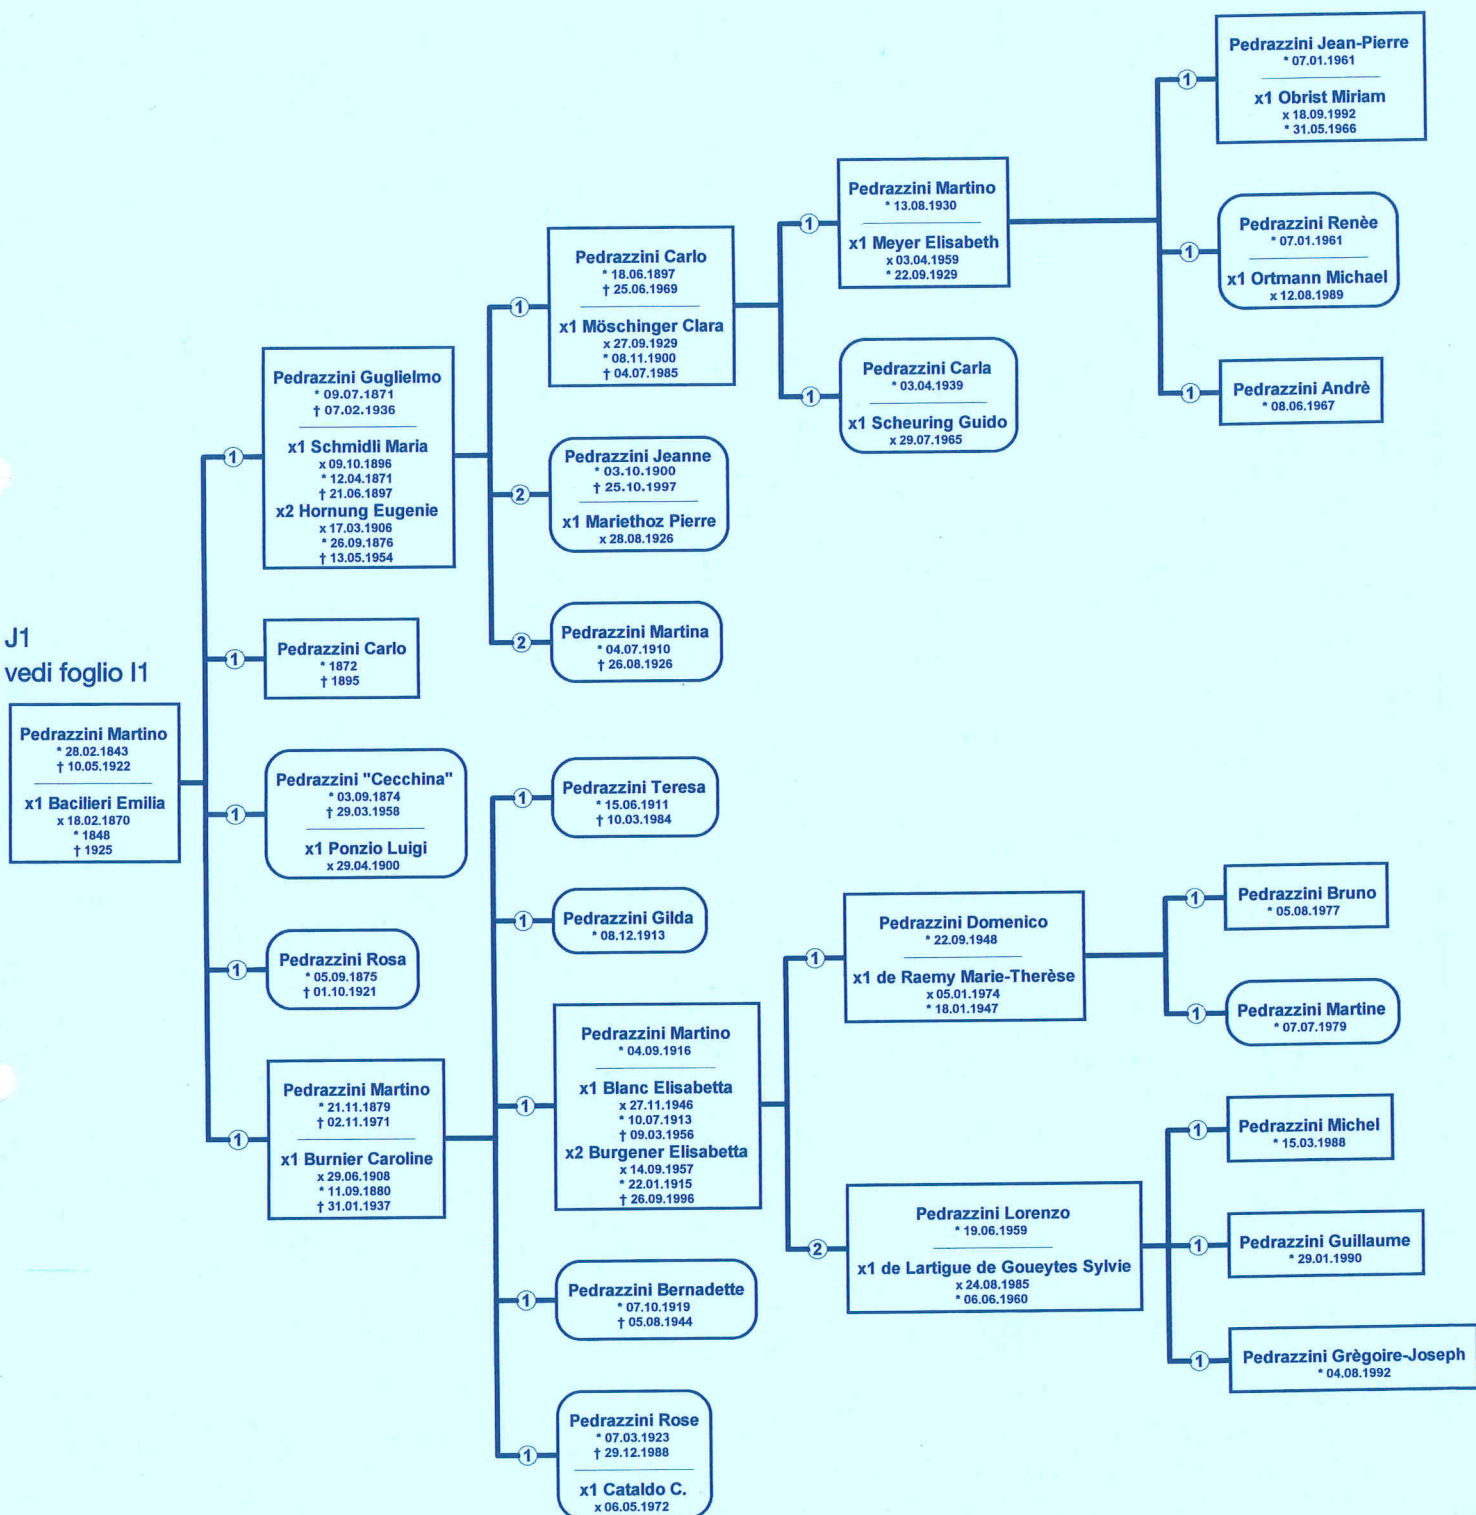 J1
vedi foglio I1
Pedrazzini Martino
* 28.02.1843
† 10.05.1922
x1 Bacilieri Emilia
x 18.02.1870
* 1848
† 1925
1
Pedrazzini Guglielmo
* 09.07.1871
† 07.02.1936
x1 Schmidli Maria
x 09.10.1896
* 12.04.1871
† 21.06.1897
x2 Hornung Eugenie
x 17.03.1906
* 26.09.1876
† 13.05.1954
1
Pedrazzini Carlo
* 1872
† 1895
1
Pedrazzini "Cecchina"
* 03.09.1874
† 29.03.1958
x1 Ponzio Luigi
x 29.04.1900
1
Pedrazzini Rosa
* 05.09.1875
† 01.10.1921
1
Pedrazzini Martino
* 21.11.1879
† 02.11.1971
x1 Burnier Caroline
x 29.06.1908
* 11.09.1880
† 31.01.1937
1
Pedrazzini Carlo
* 18.06.1897
† 25.06.1969
x1 Möschinger Clara
x 27.09.1929
* 08.11.1900
† 04.07.1985
2
Pedrazzini Jeanne
* 03.10.1900
† 25.10.1997
x1 Mariethoz Pierre
x 28.08.1926
2
Pedrazzini Martina
* 04.07.1910
† 26.08.1926
1
Pedrazzini Teresa
* 15.06.1911
† 10.03.1984
1
Pedrazzini Gilda
* 08.12.1913
1
Pedrazzini Martino
* 04.09.1916
x1 Blanc Elisabetta
x 27.11.1946
* 10.07.1913
† 09.03.1956
x2 Burgener Elisabetta
x 14.09.1957
* 22.01.1915
† 26.09.1996
1
Pedrazzini Bernadette
* 07.10.1919
† 05.08.1944
1
Pedrazzini Rose
* 07.03.1923
† 29.12.1988
x1 Cataldo C.
x 06.05.1972
1
Pedrazzini Martino
* 13.08.1930
x1 Meyer Elisabeth
x 03.04.1959
* 22.09.1929
1
Pedrazzini Carla
* 03.04.1939
x1 Scheuring Guido
x 29.07.1965
1
Pedrazzini Domenico
* 22.09.1948
x1 de Raemy Marie-Therèse
x 05.01.1974
* 18.01.1947
2
Pedrazzini Lorenzo
* 19.06.1959
x1 de Lartigue de Goueytes Sylvie
x 24.08.1985
* 06.06.1960
1
Pedrazzini Jean-Pierre
* 07.01.1961
x1 Obrist Miriam
x 18.09.1992
* 31.05.1966
1
Pedrazzini Renèe
* 07.01.1961
x1 Ortmann Michael
x 12.08.1989
1
Pedrazzini Andrè
* 08.06.1967
1
Pedrazzini Bruno
* 05.08.1977
1
Pedrazzini Martine
* 07.07.1979
1
Pedrazzini Michel
* 15.03.1988
1
Pedrazzini Guillaume
* 29.01.1990
1
Pedrazzini Grègoire-Joseph
* 04.08.1992